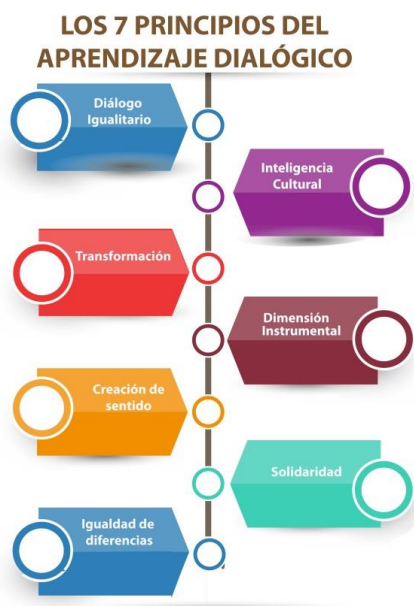 LOS 7 PRINCIPIOS DEL
APRENDIZAJE DIALÓGICO
Diálogo
Igualitario
Inteligencia
Cultural
Transformación
Dimensión
Instrumental
Creación de
sentido
Solidaridad
Igualdad de
diferencias